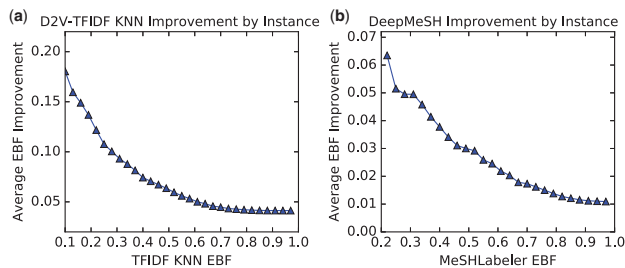 (a) D2V-TFIDF KNN Improvement by Instance
Average EBF Improvement
0.20
0.15
0.10
0.05
0.1 0.2 0.3 0.4 0.5 0.6 0.7 0.8 0.9 1.0
TFIDF KNN EBF
(b) DeepMeSH Improvement by Instance
Average EBF Improvement
0.07
0.06
0.05
0.04
0.03
0.02
0.01
0.00
0.2 0.3 0.4 0.5 0.6 0.7 0.8 0.9 1.0
MeSHLabeler EBF